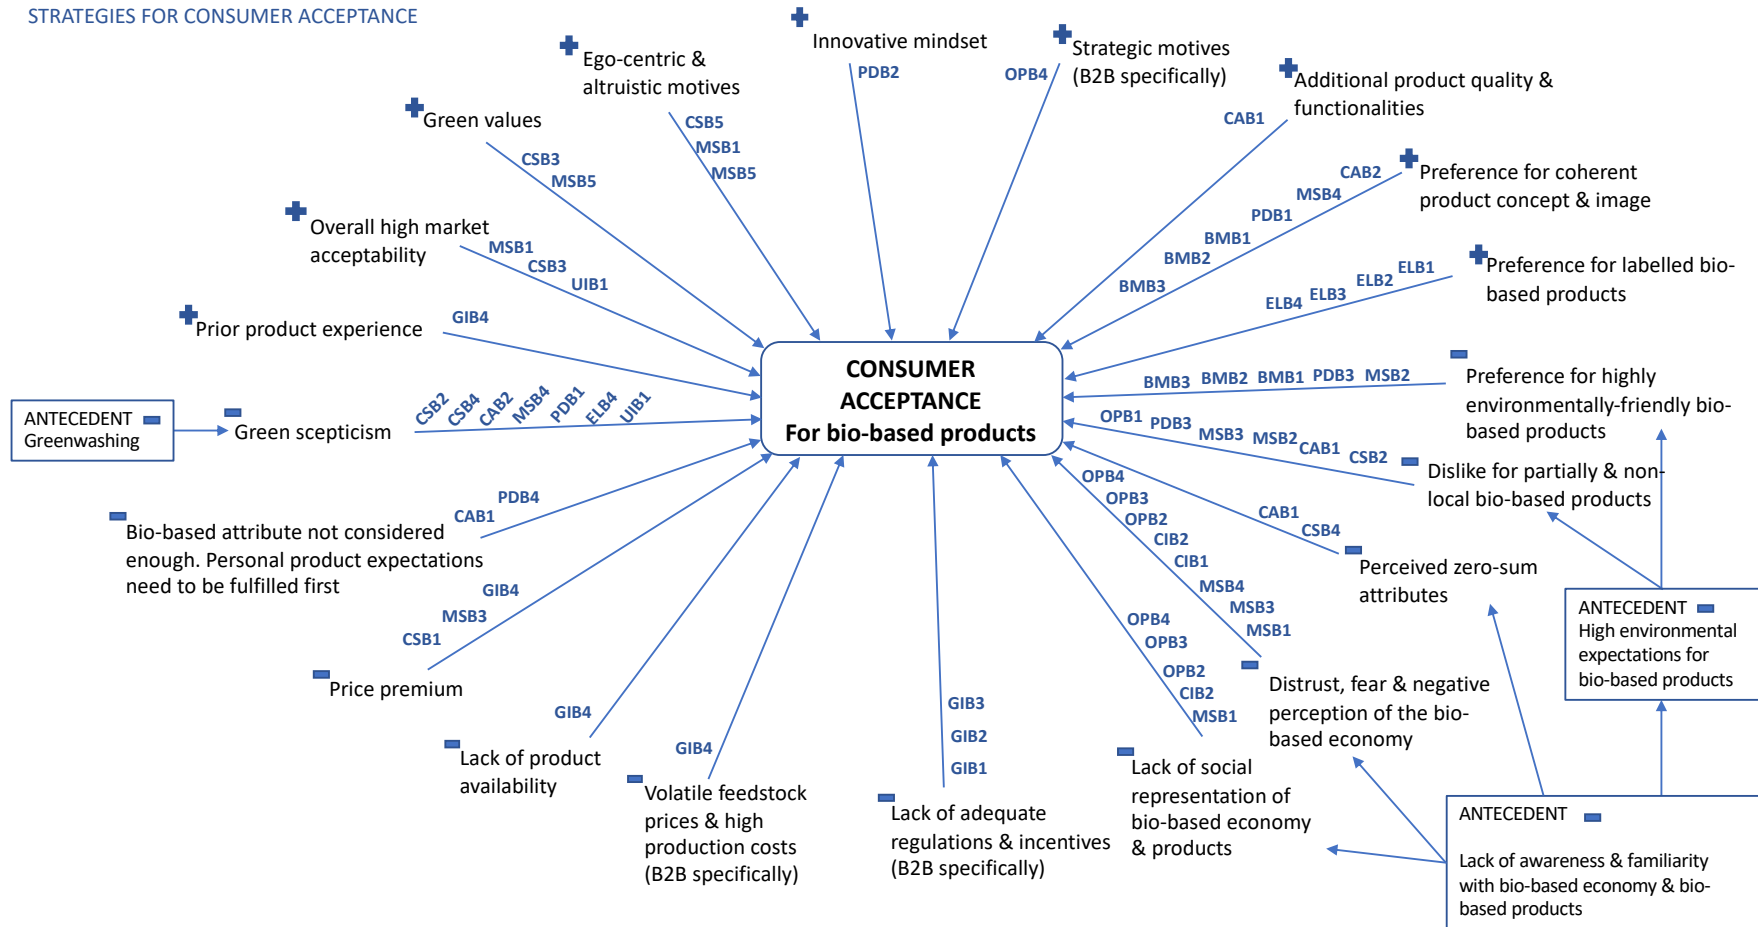 STRATEGIES FOR CONSUMER ACCEPTANCE
Innovative mindset
PDB2
Strategic motives
(B2B specifically)
OPB4
Ego-centric &
altruistic motives
CSB5
MSB1
MSB5
Additional product quality &
functionalities
CAB1
Green values
CSB3
MSB5
Preference for coherent
product concept & image
CAB2
MSB4
PDB1
BMB1
BMB2
BMB3
Overall high market
acceptability
MSB1
CSB3
UIB1
Preference for labelled bio-
based products
ELB1
ELB2
ELB3
ELB4
Prior product experience
GIB4
CONSUMER
ACCEPTANCE
For bio-based products
BMB3 BMB2 BMB1 PDB3 MSB2
Preference for highly
environmentally-friendly bio-
based products
ANTECEDENT
Greenwashing
Green scepticism
CSB2
CSB4
CAB2
MSB4
PDB1
ELB4
UIB1
OPB1
PDB3
MSB3
MSB2
CAB1
CSB2
Dislike for partially & non-
local bio-based products
Bio-based attribute not considered
enough. Personal product expectations
need to be fulfilled first
PDB4
CAB1
CAB1
CSB4
Perceived zero-sum
attributes
ANTECEDENT
High environmental
expectations for
bio-based products
GIB4
MSB3
CSB1
Price premium
OPB4
OPB3
OPB2
CIB2
CIB1
MSB4
MSB3
MSB1
Distrust, fear & negative
perception of the bio-
based economy
GIB4
Lack of product
availability
GIB4
Volatile feedstock
prices & high
production costs
(B2B specifically)
GIB3
GIB2
GIB1
Lack of adequate
regulations & incentives
(B2B specifically)
OPB4
OPB3
OPB2
CIB2
MSB1
Lack of social
representation of
bio-based economy
& products
ANTECEDENT
Lack of awareness & familiarity
with bio-based economy & bio-
based products